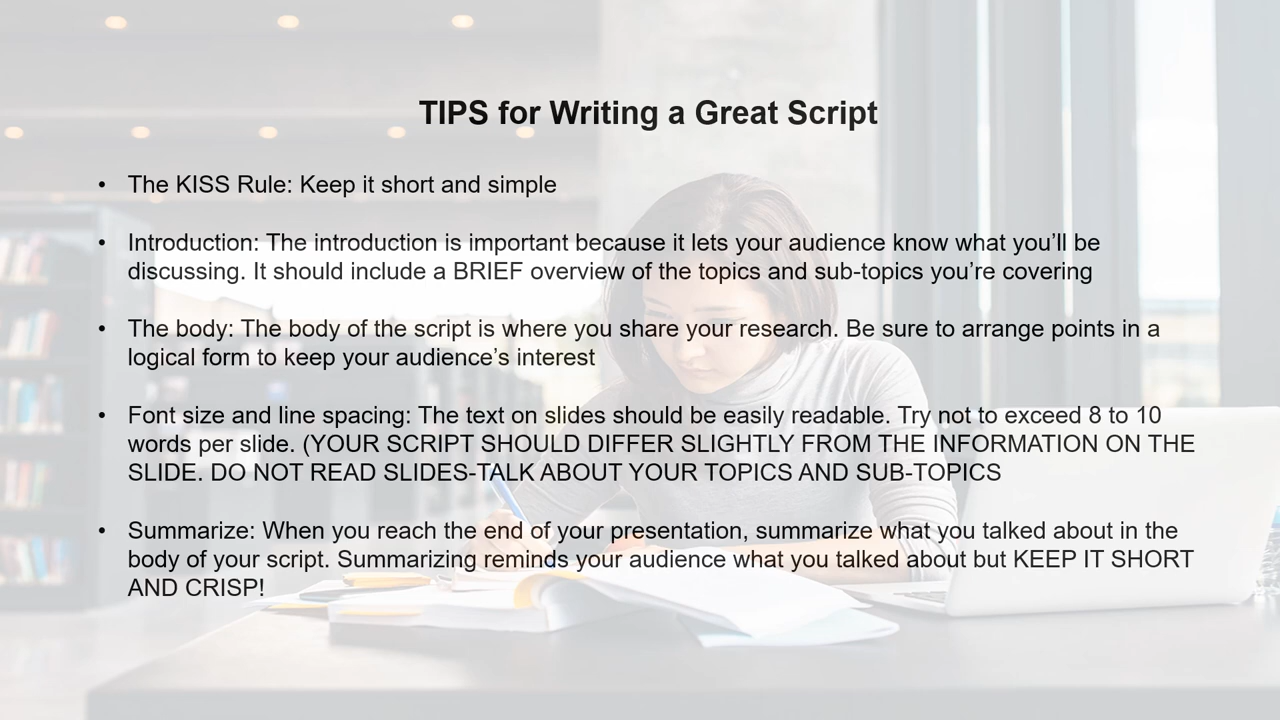 TIPS for Writing a Great Script
• The KISS Rule: Keep it short and simple
• Introduction: The introduction is important because it lets your audience know what you’ll be
discussing. It should include a BRIEF overview of the topics and sub-topics you’re covering
• The body: The body of the script is where you share your research. Be sure to arrange points in a
logical form to keep your audience’s interest
• Font size and line spacing: The text on slides should be easily readable. Try not to exceed 8 to 10
words per slide. (YOUR SCRIPT SHOULD DIFFER SLIGHTLY FROM THE INFORMATION ON THE
SLIDE. DO NOT READ SLIDES-TALK ABOUT YOUR TOPICS AND SUB-TOPICS
• Summarize: When you reach the end of your presentation, summarize what you talked about in the
body of your script. Summarizing reminds your audience what you talked about but KEEP IT SHORT
AND CRISP!